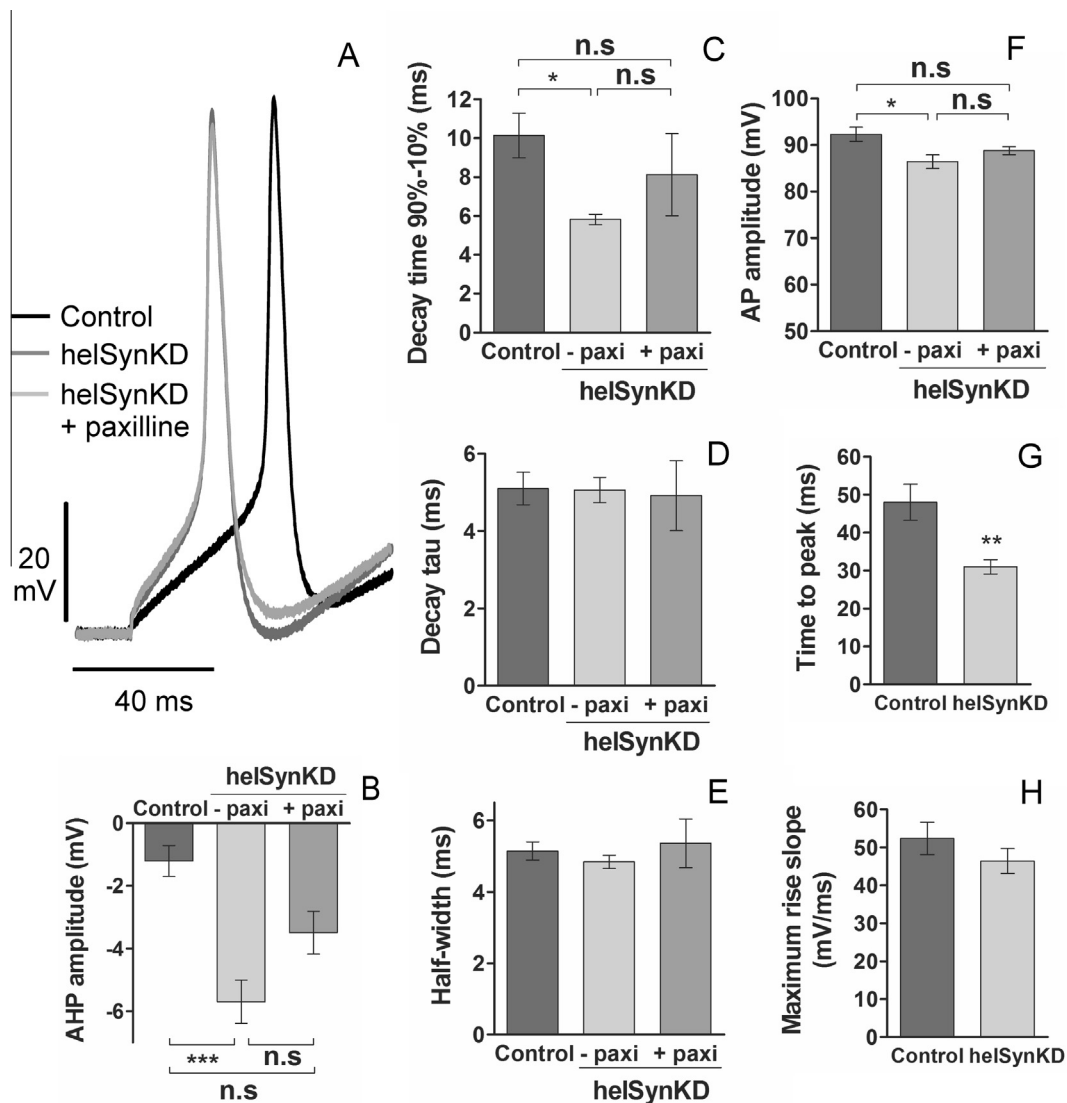 A
Control
helSynKD
helSynKD
+ paxilline
20
mV
40 ms
B
helSynKD
Control - paxi + paxi
0
-2
-4
-6
AHP amplitude (mV)
***
n.s
n.s
C
n.s
*
n.s
12
10
8
6
4
2
0
Decay time 90%-10% (ms)
Control - paxi + paxi
helSynKD
D
6
4
2
0
Decay tau (ms)
Control - paxi + paxi
helSynKD
E
6
4
2
0
Half-width (ms)
Control - paxi + paxi
helSynKD
F
n.s
*
n.s
100
90
80
70
60
50
AP amplitude (mV)
Control - paxi + paxi
helSynKD
G
60
50
40
30
20
10
0
Time to peak (ms)
**
Control helSynKD
H
60
50
40
30
20
10
0
Maximum rise slope
(mV/ms)
Control helSynKD